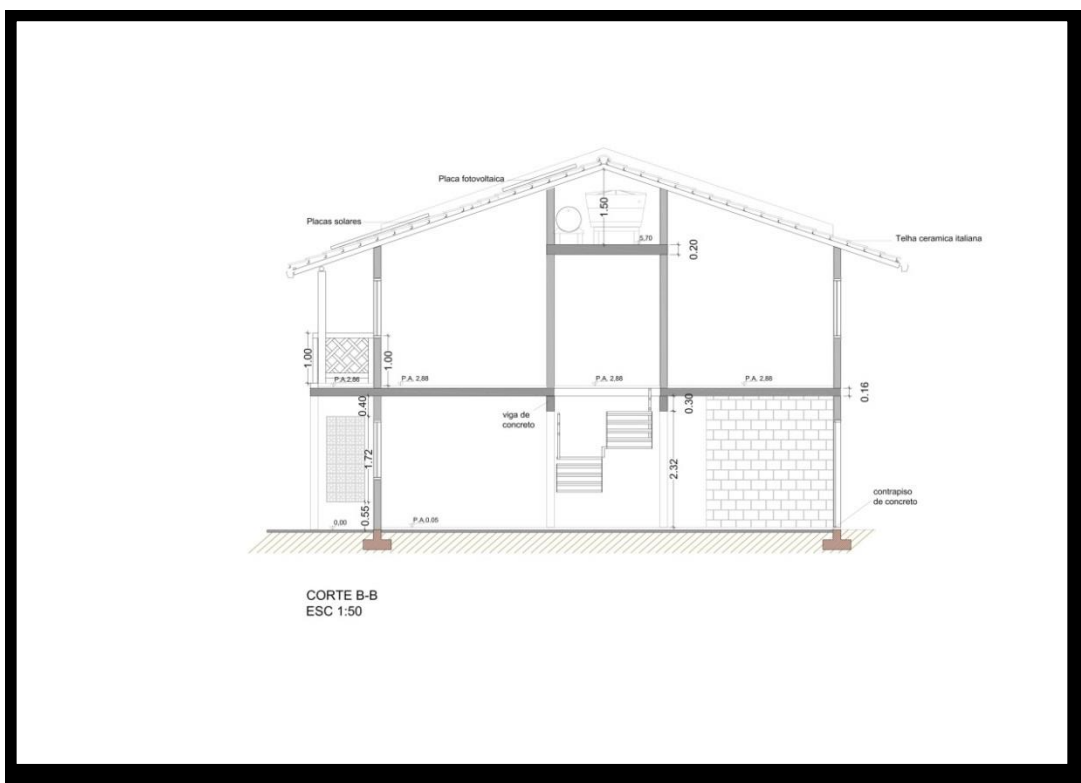 Placa fotovoltaica
Placas solares
1.50
5,70
0.20
Telha ceramica italiana
1.00
1.00
P.A.2,86
P.A. 2,88
P.A. 2,88
P.A. 2,88
0.16
0.40
viga de
concreto
0.30
1.72
2.32
contrapiso
de concreto
0.55
0,00
P.A.0.05
CORTE B-B
ESC 1:50